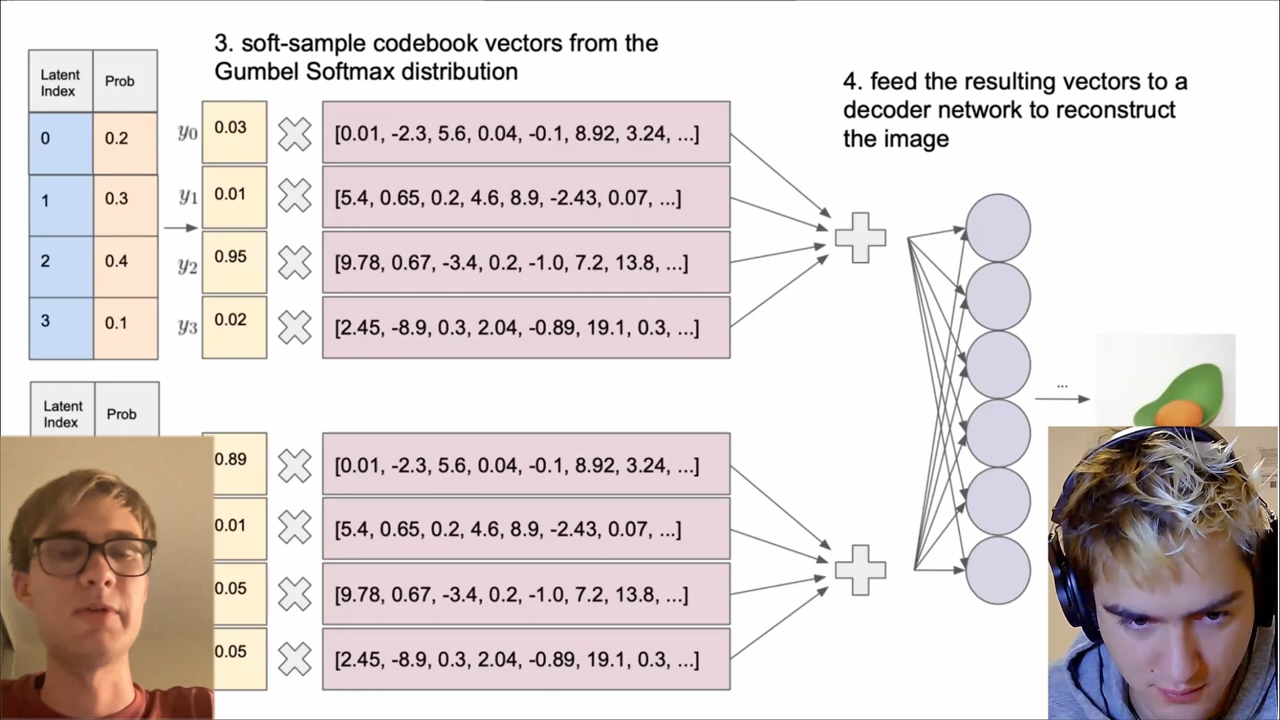 3. soft-sample codebook vectors from the
Gumbel Softmax distribution
4. feed the resulting vectors to a
decoder network to reconstruct
the image
Latent
Index
Prob
0
0.2
1
0.3
2
0.4
3
0.1
y0
0.03
[0.01, -2.3, 5.6, 0.04, -0.1, 8.92, 3.24, ...]
y1
0.01
[5.4, 0.65, 0.2, 4.6, 8.9, -2.43, 0.07, ...]
y2
0.95
[9.78, 0.67, -3.4, 0.2, -1.0, 7.2, 13.8, ...]
y3
0.02
[2.45, -8.9, 0.3, 2.04, -0.89, 19.1, 0.3, ...]
...
Latent
Index
Prob
0.89
[0.01, -2.3, 5.6, 0.04, -0.1, 8.92, 3.24, ...]
0.01
[5.4, 0.65, 0.2, 4.6, 8.9, -2.43, 0.07, ...]
0.05
[9.78, 0.67, -3.4, 0.2, -1.0, 7.2, 13.8, ...]
0.05
[2.45, -8.9, 0.3, 2.04, -0.89, 19.1, 0.3, ...]